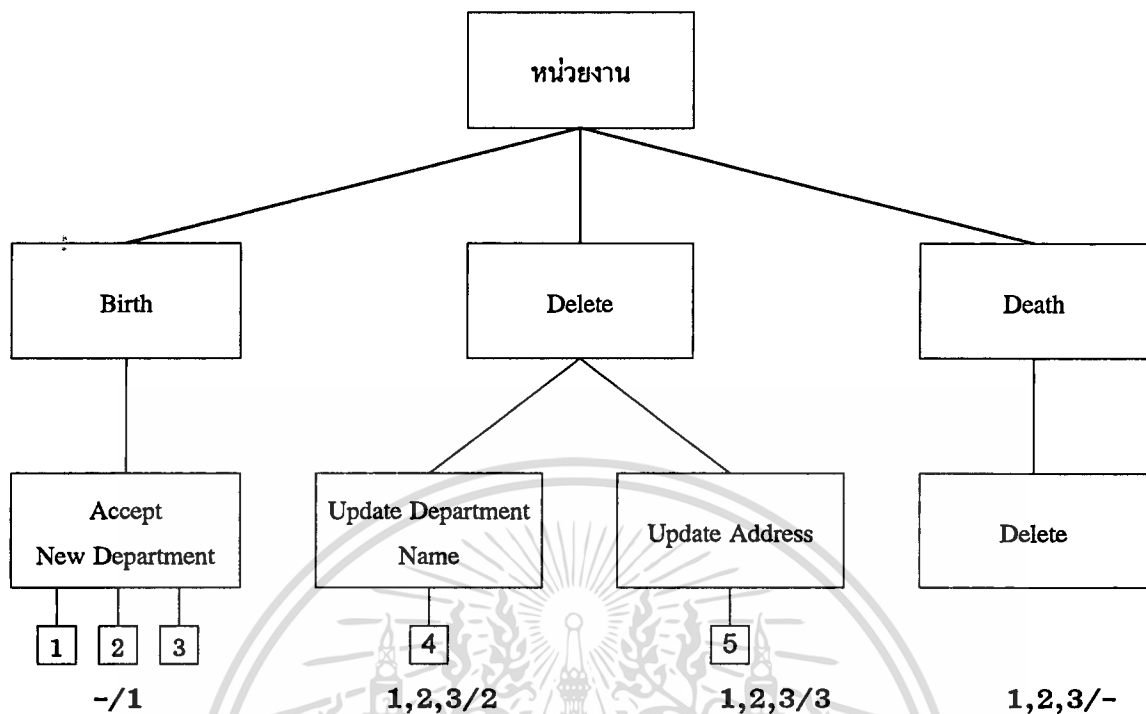 หน่วยงาน
Birth
Delete
Death
Accept
New Department
Update Department
Name
Update Address
Delete
1 2 3
4
5
-/1
1,2,3/2
1,2,3/3
1,2,3/-